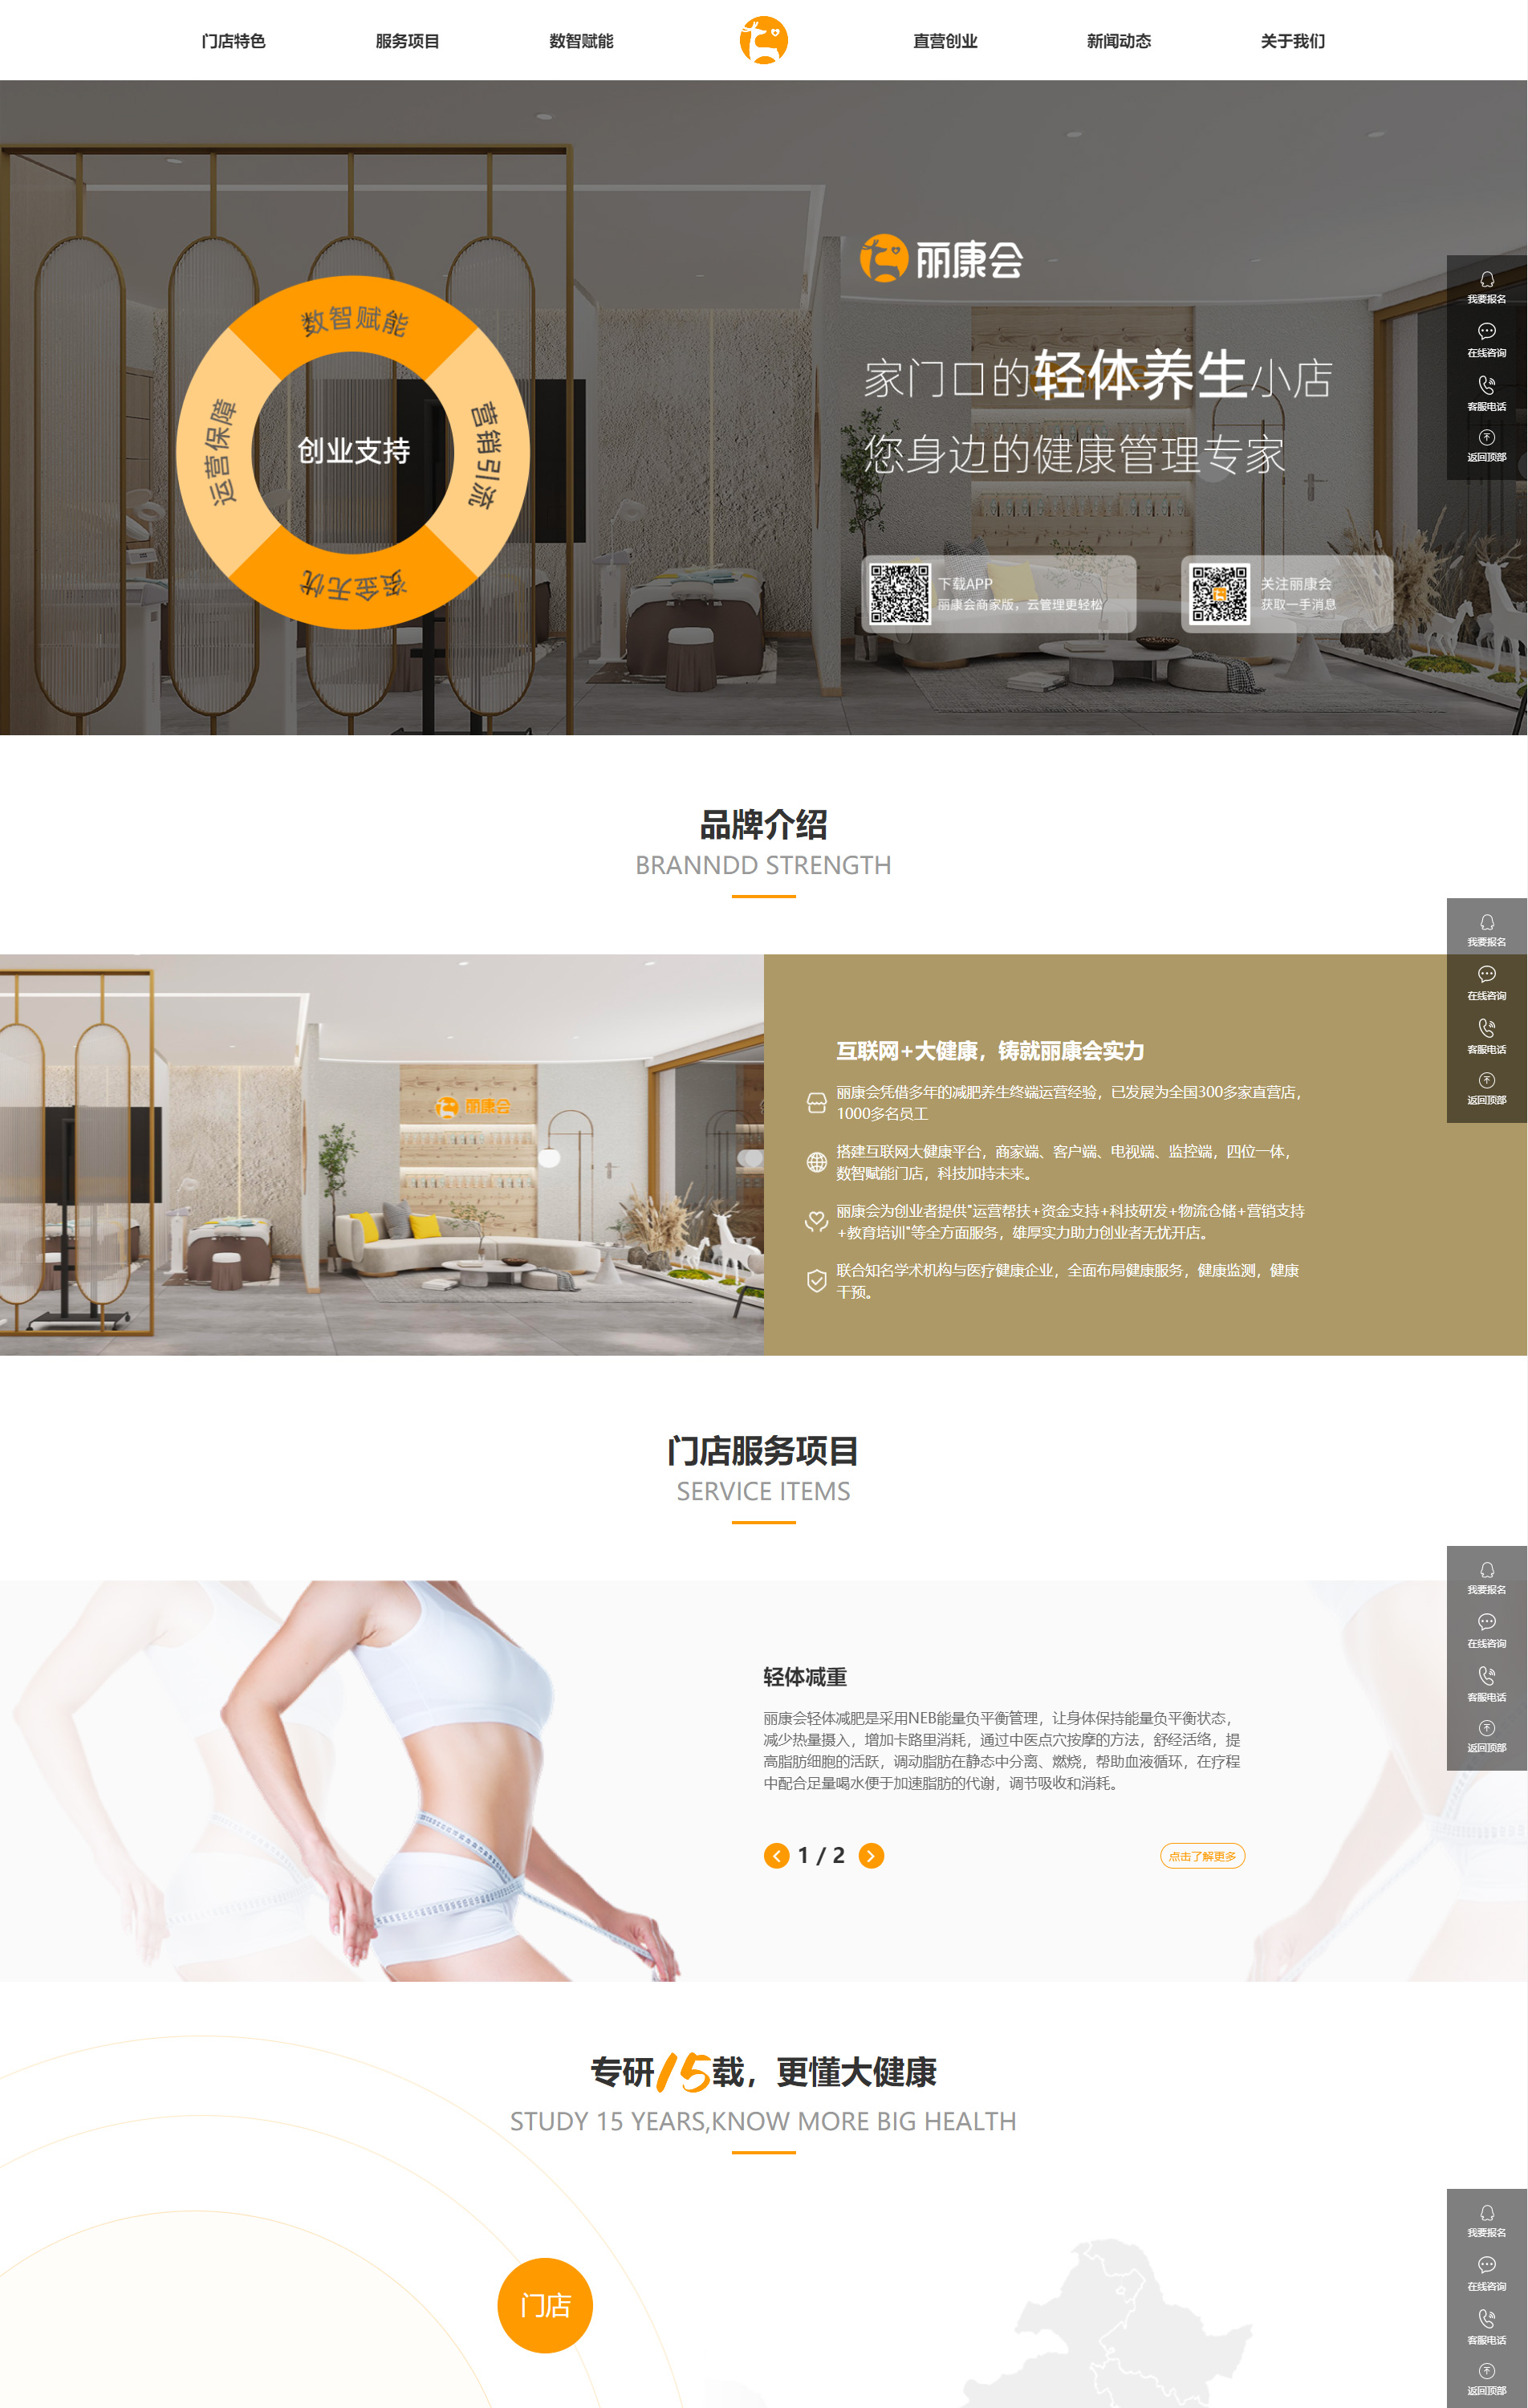 门店特色
服务项目
数智赋能
直营创业
新闻动态
关于我们
丽康会
家门口的轻体养生小店
您身边的健康管理专家
数智赋能
营销引流
资金无忧
运营保障
创业支持
下载APP
丽康会商家版，云管理更轻松
关注丽康会
获取一手消息
我要报名
在线咨询
客服电话
返回顶部
品牌介绍
BRANNDD STRENGTH
我要报名
在线咨询
客服电话
返回顶部
丽康会
互联网+大健康，铸就丽康会实力
丽康会凭借多年的减肥养生终端运营经验，已发展为全国300多家直营店，
1000多名员工
搭建互联网大健康平台，商家端、客户端、电视端、监控端，四位一体，
数智赋能门店，科技加持未来。
丽康会为创业者提供"运营帮扶+资金支持+科技研发+物流仓储+营销支持
+教育培训"等全方面服务，雄厚实力助力创业者无忧开店。
联合知名学术机构与医疗健康企业，全面布局健康服务，健康监测，健康
干预。
门店服务项目
SERVICE ITEMS
我要报名
在线咨询
客服电话
返回顶部
轻体减重
丽康会轻体减肥是采用NEB能量负平衡管理，让身体保持能量负平衡状态，
减少热量摄入，增加卡路里消耗，通过中医点穴按摩的方法，舒经活络，提
高脂肪细胞的活跃，调动脂肪在静态中分离、燃烧，帮助血液循环，在疗程
中配合足量喝水便于加速脂肪的代谢，调节吸收和消耗。
1 / 2
点击了解更多
专研15载，更懂大健康
STUDY 15 YEARS,KNOW MORE BIG HEALTH
门店
我要报名
在线咨询
客服电话
返回顶部